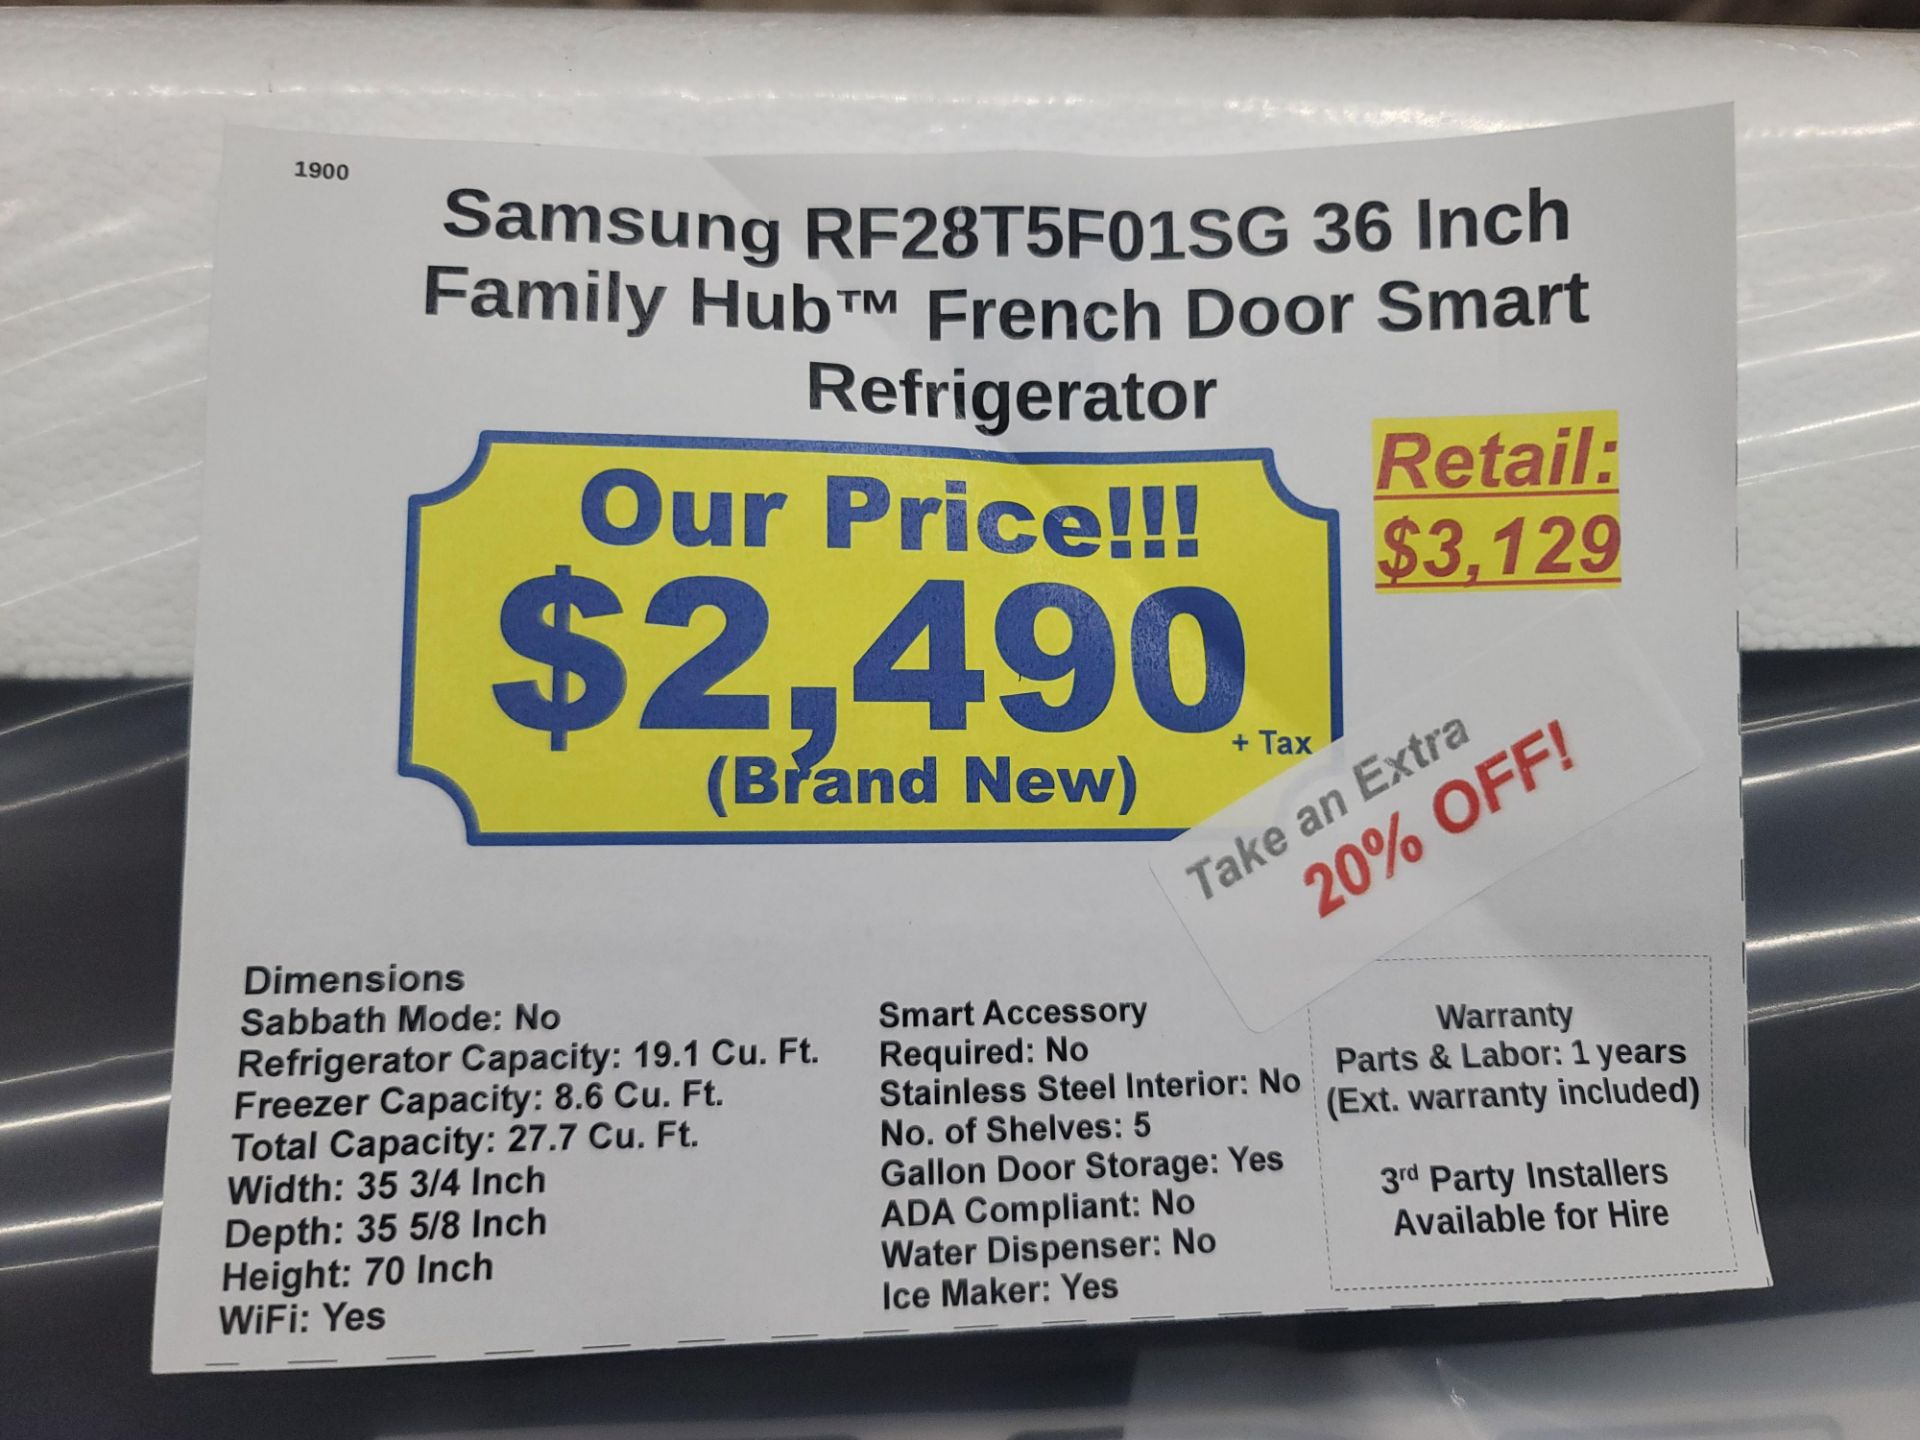 1900
Samsung RF28T5F01SG 36 Inch
Family Hub™ French Door Smart
Refrigerator
Retail:
$3,129
Our Price!!!
$2,490
+ Tax
(Brand New)
Take an Extra
20% OFF!
Dimensions
Sabbath Mode: No
Refrigerator Capacity: 19.1 Cu. Ft.
Freezer Capacity: 8.6 Cu. Ft.
Total Capacity: 27.7 Cu. Ft.
Width: 35 3/4 Inch
Depth: 35 5/8 Inch
Height: 70 Inch
WiFi: Yes
Smart Accessory
Required: No
Stainless Steel Interior: No
No. of Shelves: 5
Gallon Door Storage: Yes
ADA Compliant: No
Water Dispenser: No
Ice Maker: Yes
Warranty
Parts & Labor: 1 years
(Ext. warranty included)
3rd Party Installers
Available for Hire